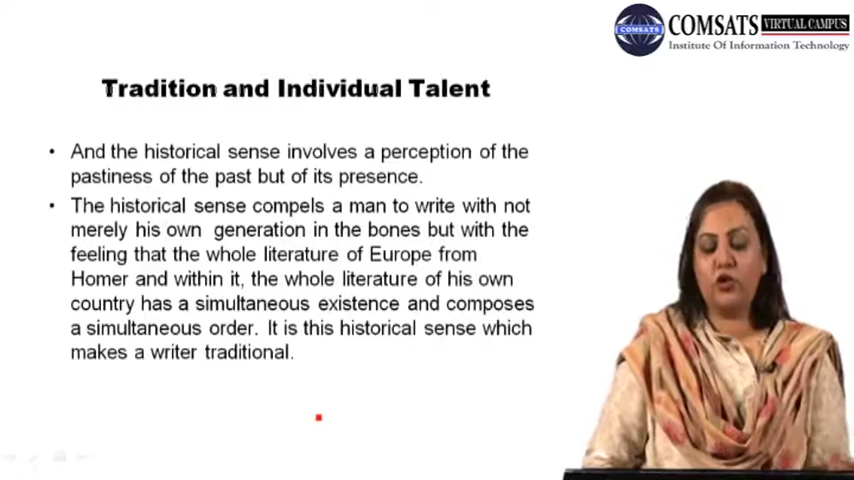 COMSATS VIRTUAL CAMPUS
COMSATS
Institute Of Information Technology
Tradition and Individual Talent
• And the historical sense involves a perception of the
pastiness of the past but of its presence.
• The historical sense compels a man to write with not
merely his own generation in the bones but with the
feeling that the whole literature of Europe from
Homer and within it, the whole literature of his own
country has a simultaneous existence and composes
a simultaneous order. It is this historical sense which
makes a writer traditional.